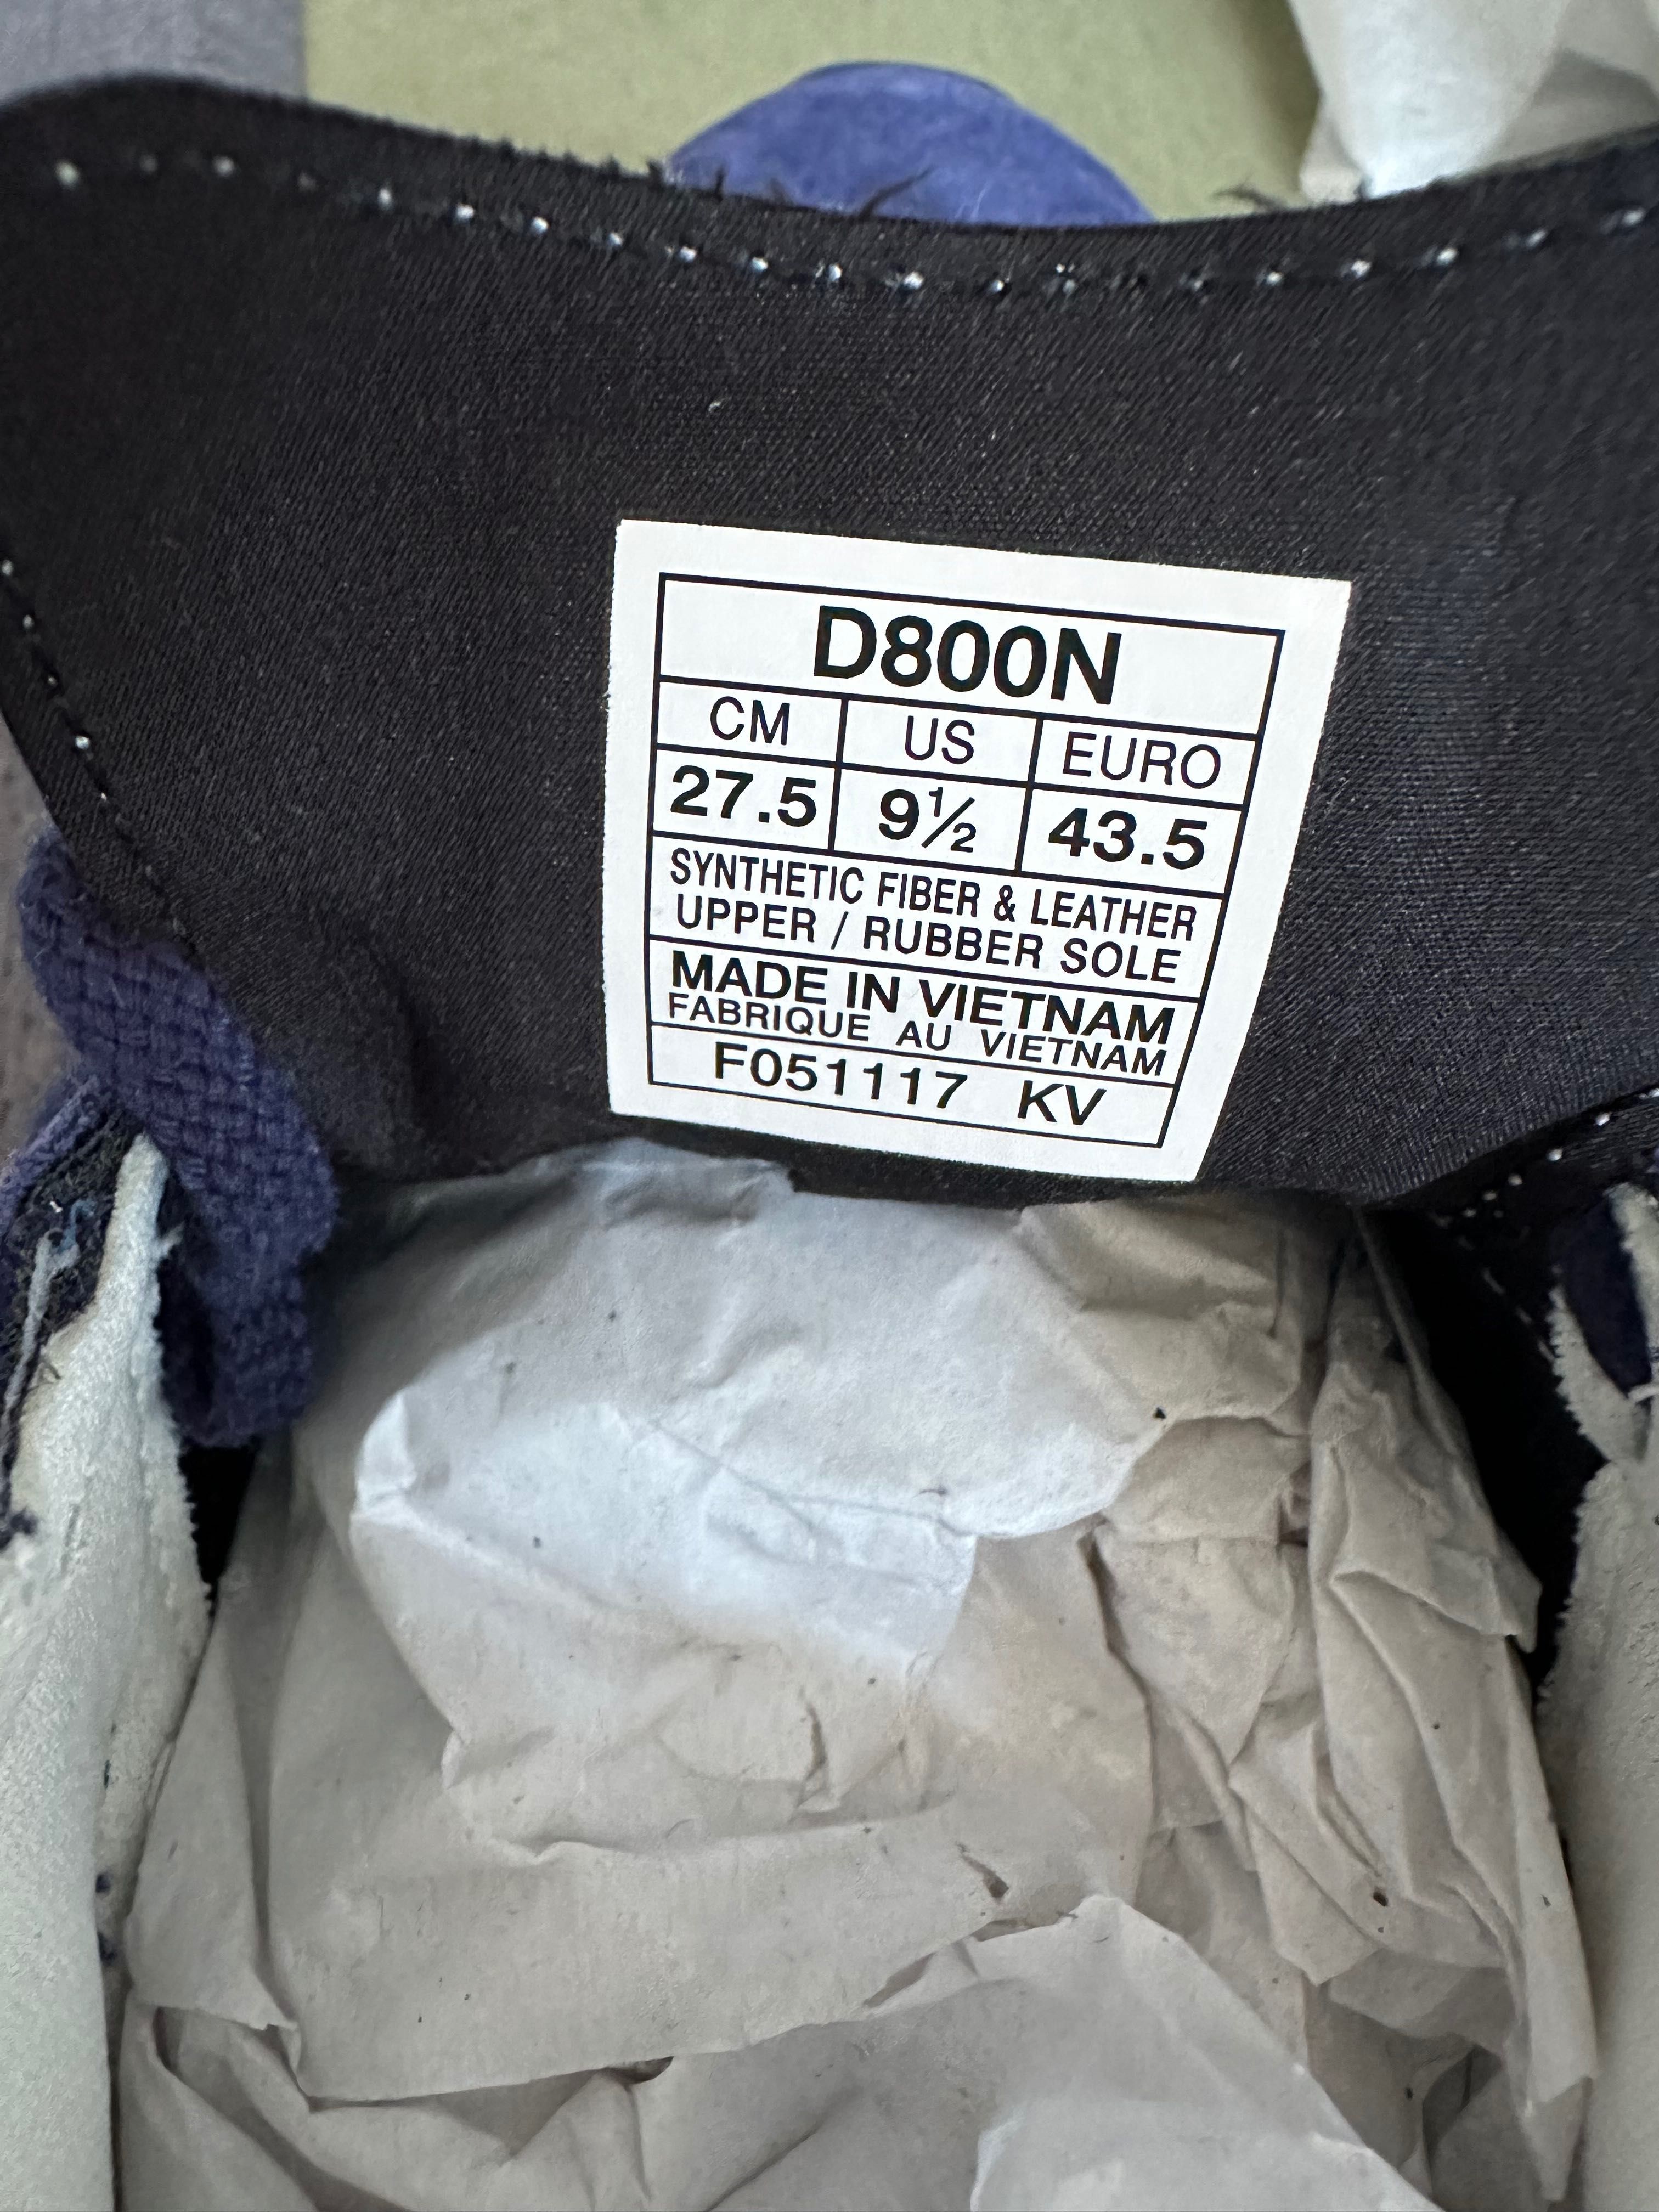 D800N
CM US EURO
27.5 9½ 43.5
SYNTHETIC FIBER & LEATHER
UPPER / RUBBER SOLE
MADE IN VIETNAM
FABRIQUE AU VIETNAM
F051117 KV